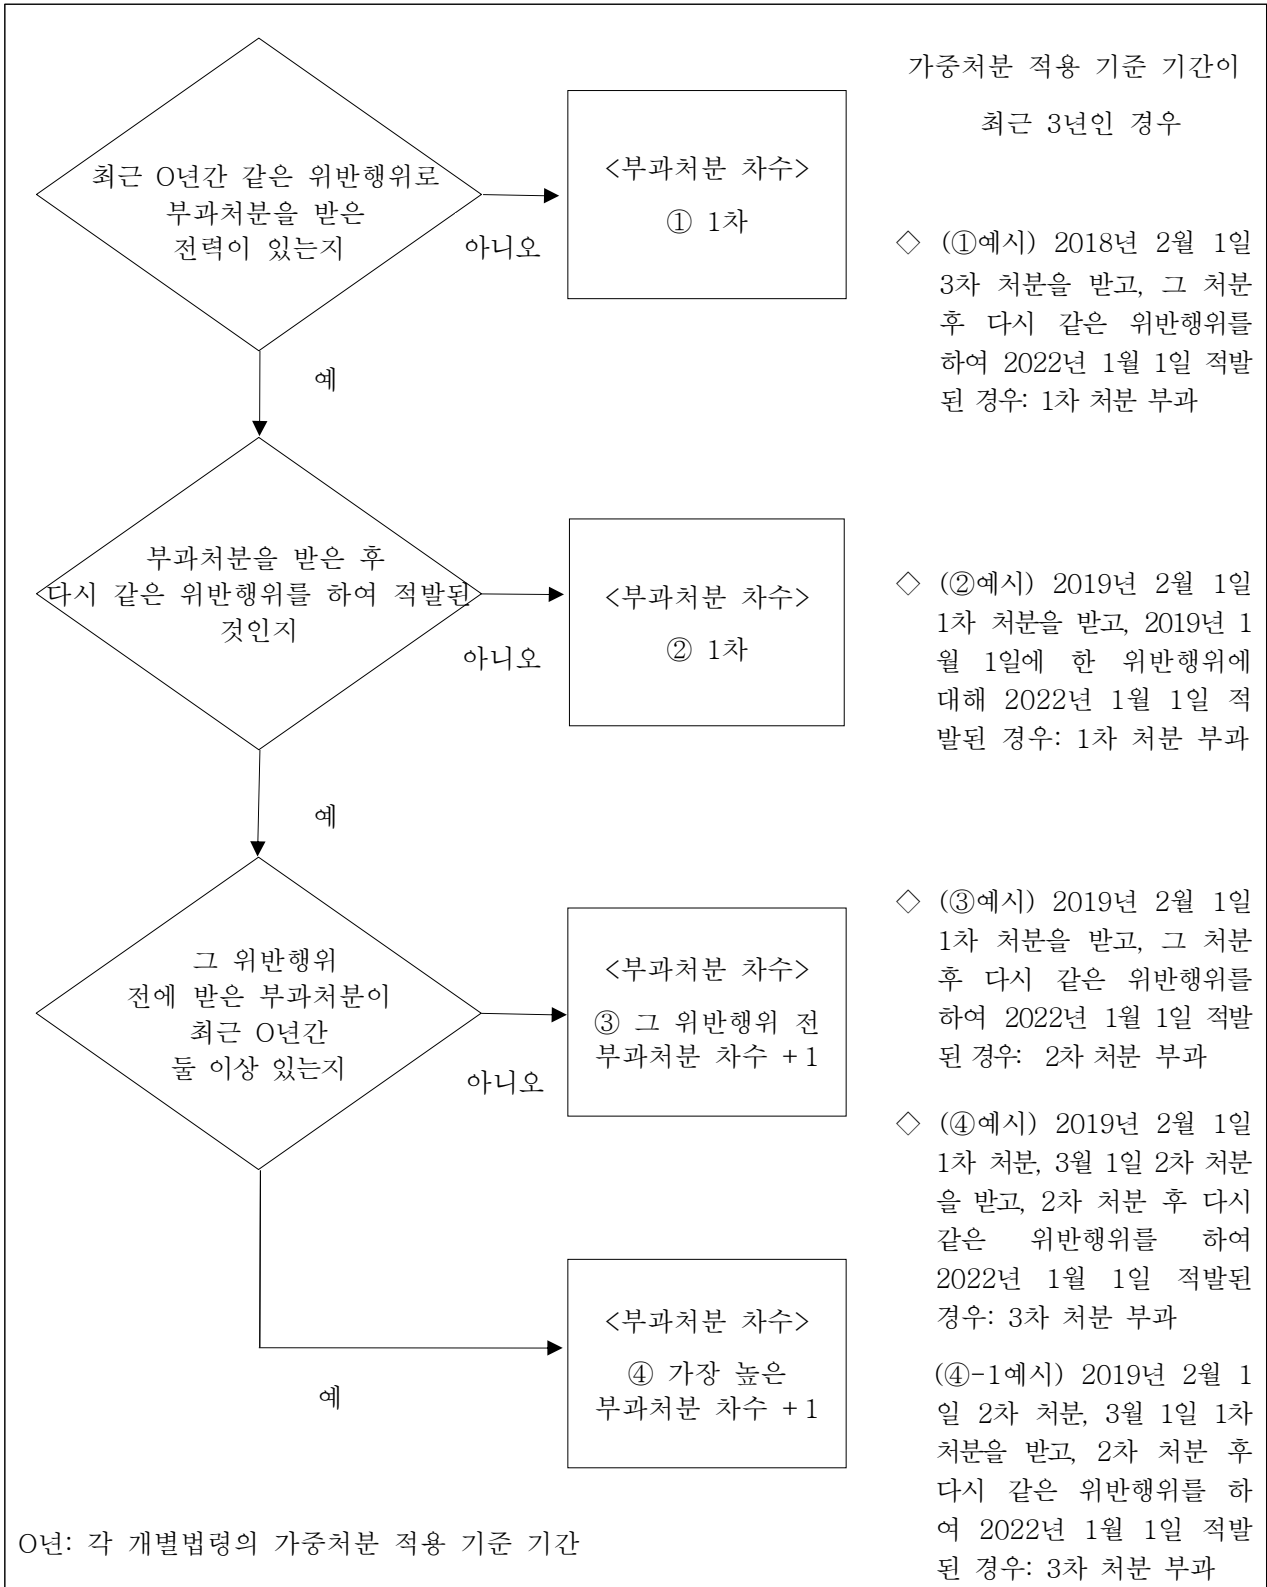 가중처분 적용 기준 기간이
최근 3년인 경우
최근 O년간 같은 위반행위로
부과처분을 받은
전력이 있는지
아니오
<부과처분 차수>
① 1차
◇ (①예시) 2018년 2월 1일
3차 처분을 받고, 그 처분
후 다시 같은 위반행위를
하여 2022년 1월 1일 적발
된 경우: 1차 처분 부과
예
부과처분을 받은 후
다시 같은 위반행위를 하여 적발된
것인지
아니오
<부과처분 차수>
② 1차
◇ (②예시) 2019년 2월 1일
1차 처분을 받고, 2019년 1
월 1일에 한 위반행위에
대해 2022년 1월 1일 적
발된 경우: 1차 처분 부과
예
그 위반행위
전에 받은 부과처분이
최근 O년간
둘 이상 있는지
아니오
<부과처분 차수>
③ 그 위반행위 전
부과처분 차수 +1
◇ (③예시) 2019년 2월 1일
1차 처분을 받고, 그 처분
후 다시 같은 위반행위를
하여 2022년 1월 1일 적발
된 경우: 2차 처분 부과
예
<부과처분 차수>
④ 가장 높은
부과처분 차수 +1
◇ (④예시) 2019년 2월 1일
1차 처분, 3월 1일 2차 처분
을 받고, 2차 처분 후 다시
같은 위반행위를 하여
2022년 1월 1일 적발된
경우: 3차 처분 부과
(④-1예시) 2019년 2월 1
일 2차 처분, 3월 1일 1차
처분을 받고, 2차 처분 후
다시 같은 위반행위를 하
여 2022년 1월 1일 적발
된 경우: 3차 처분 부과
O년: 각 개별법령의 가중처분 적용 기준 기간